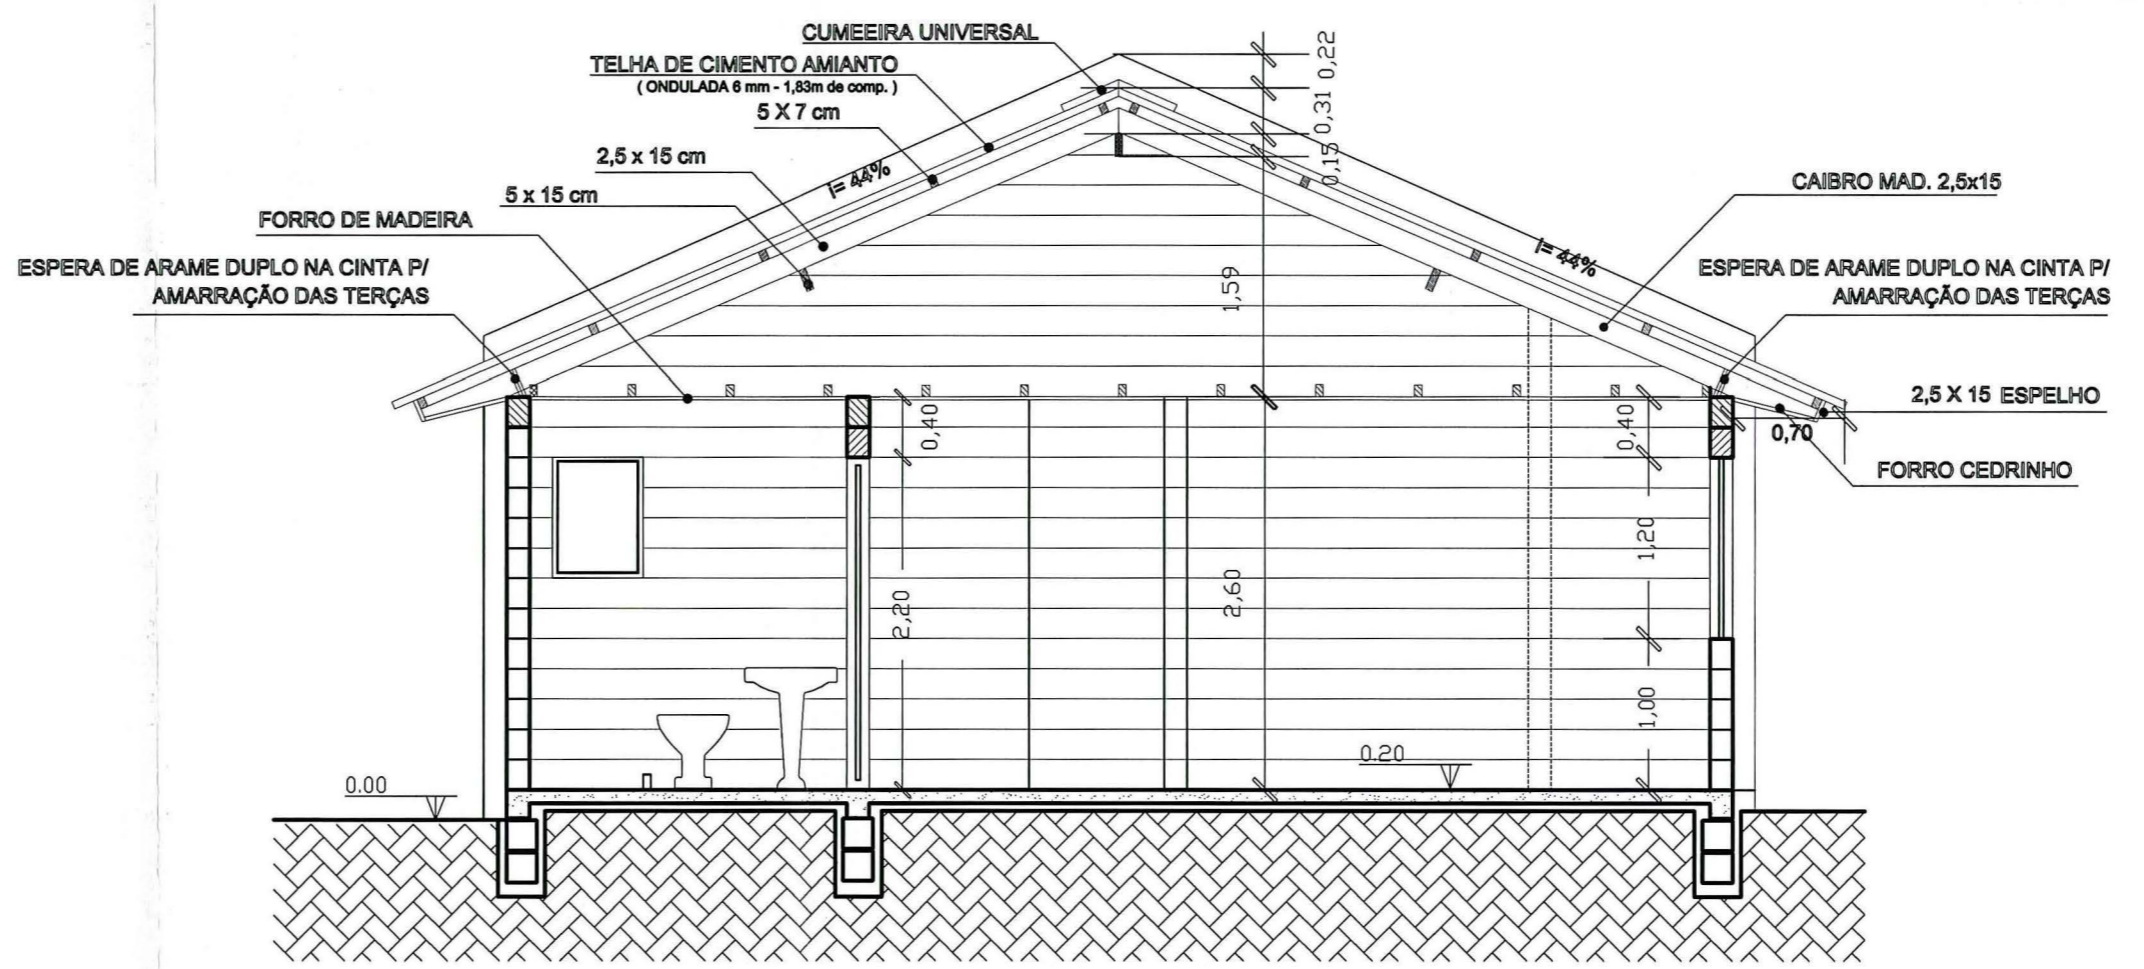 CUMEEIRA UNIVERSAL
TELHA DE CIMENTO AMIANTO
( ONDULADA 6 mm - 1,83m de comp. )
5 X 7 cm
2,5 x 15 cm
5 x 15 cm
FORRO DE MADEIRA
ESPERA DE ARAME DUPLO NA CINTA P/
AMARRAÇÃO DAS TERÇAS
i= 44%
0,22
0,31
0,15
1,59
i= 44%
CAIBRO MAD. 2,5x15
ESPERA DE ARAME DUPLO NA CINTA P/
AMARRAÇÃO DAS TERÇAS
2,5 X 15 ESPELHO
0,70
FORRO CEDRINHO
0,40
0,40
2,20
2,60
1,20
1,00
0.00
0.20